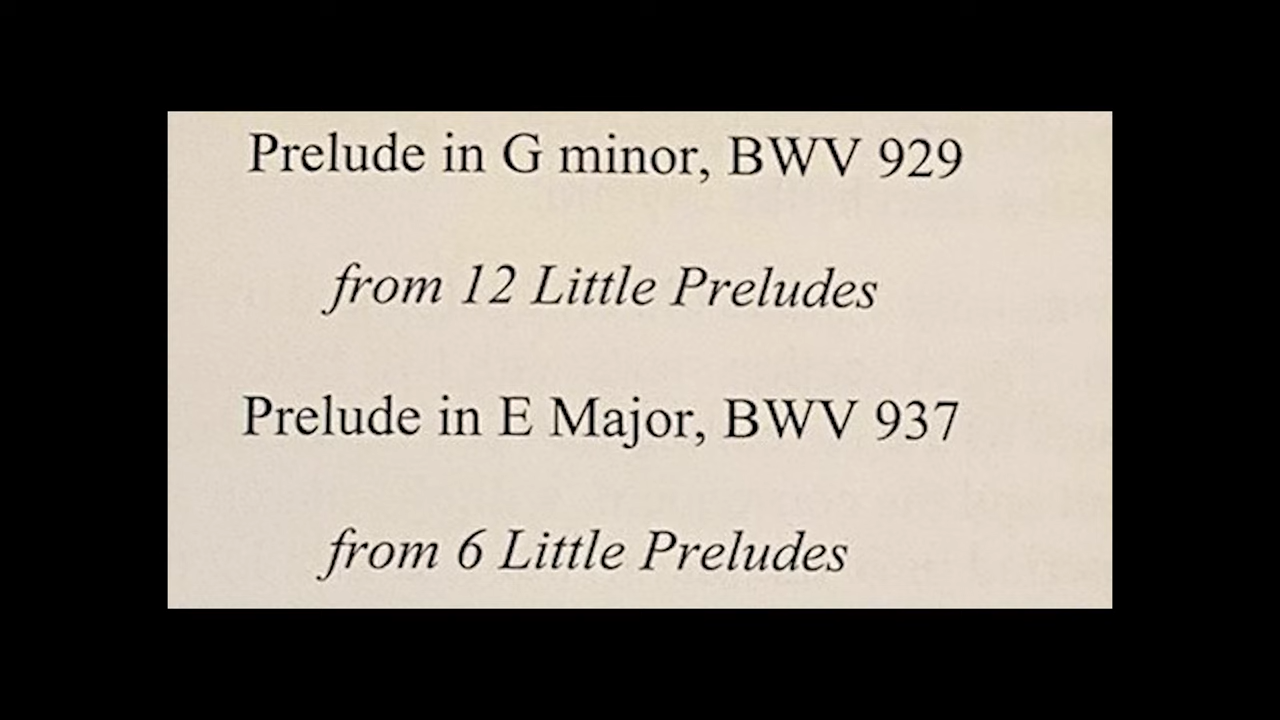 Prelude in G minor, BWV 929
from 12 Little Preludes
Prelude in E Major, BWV 937
from 6 Little Preludes